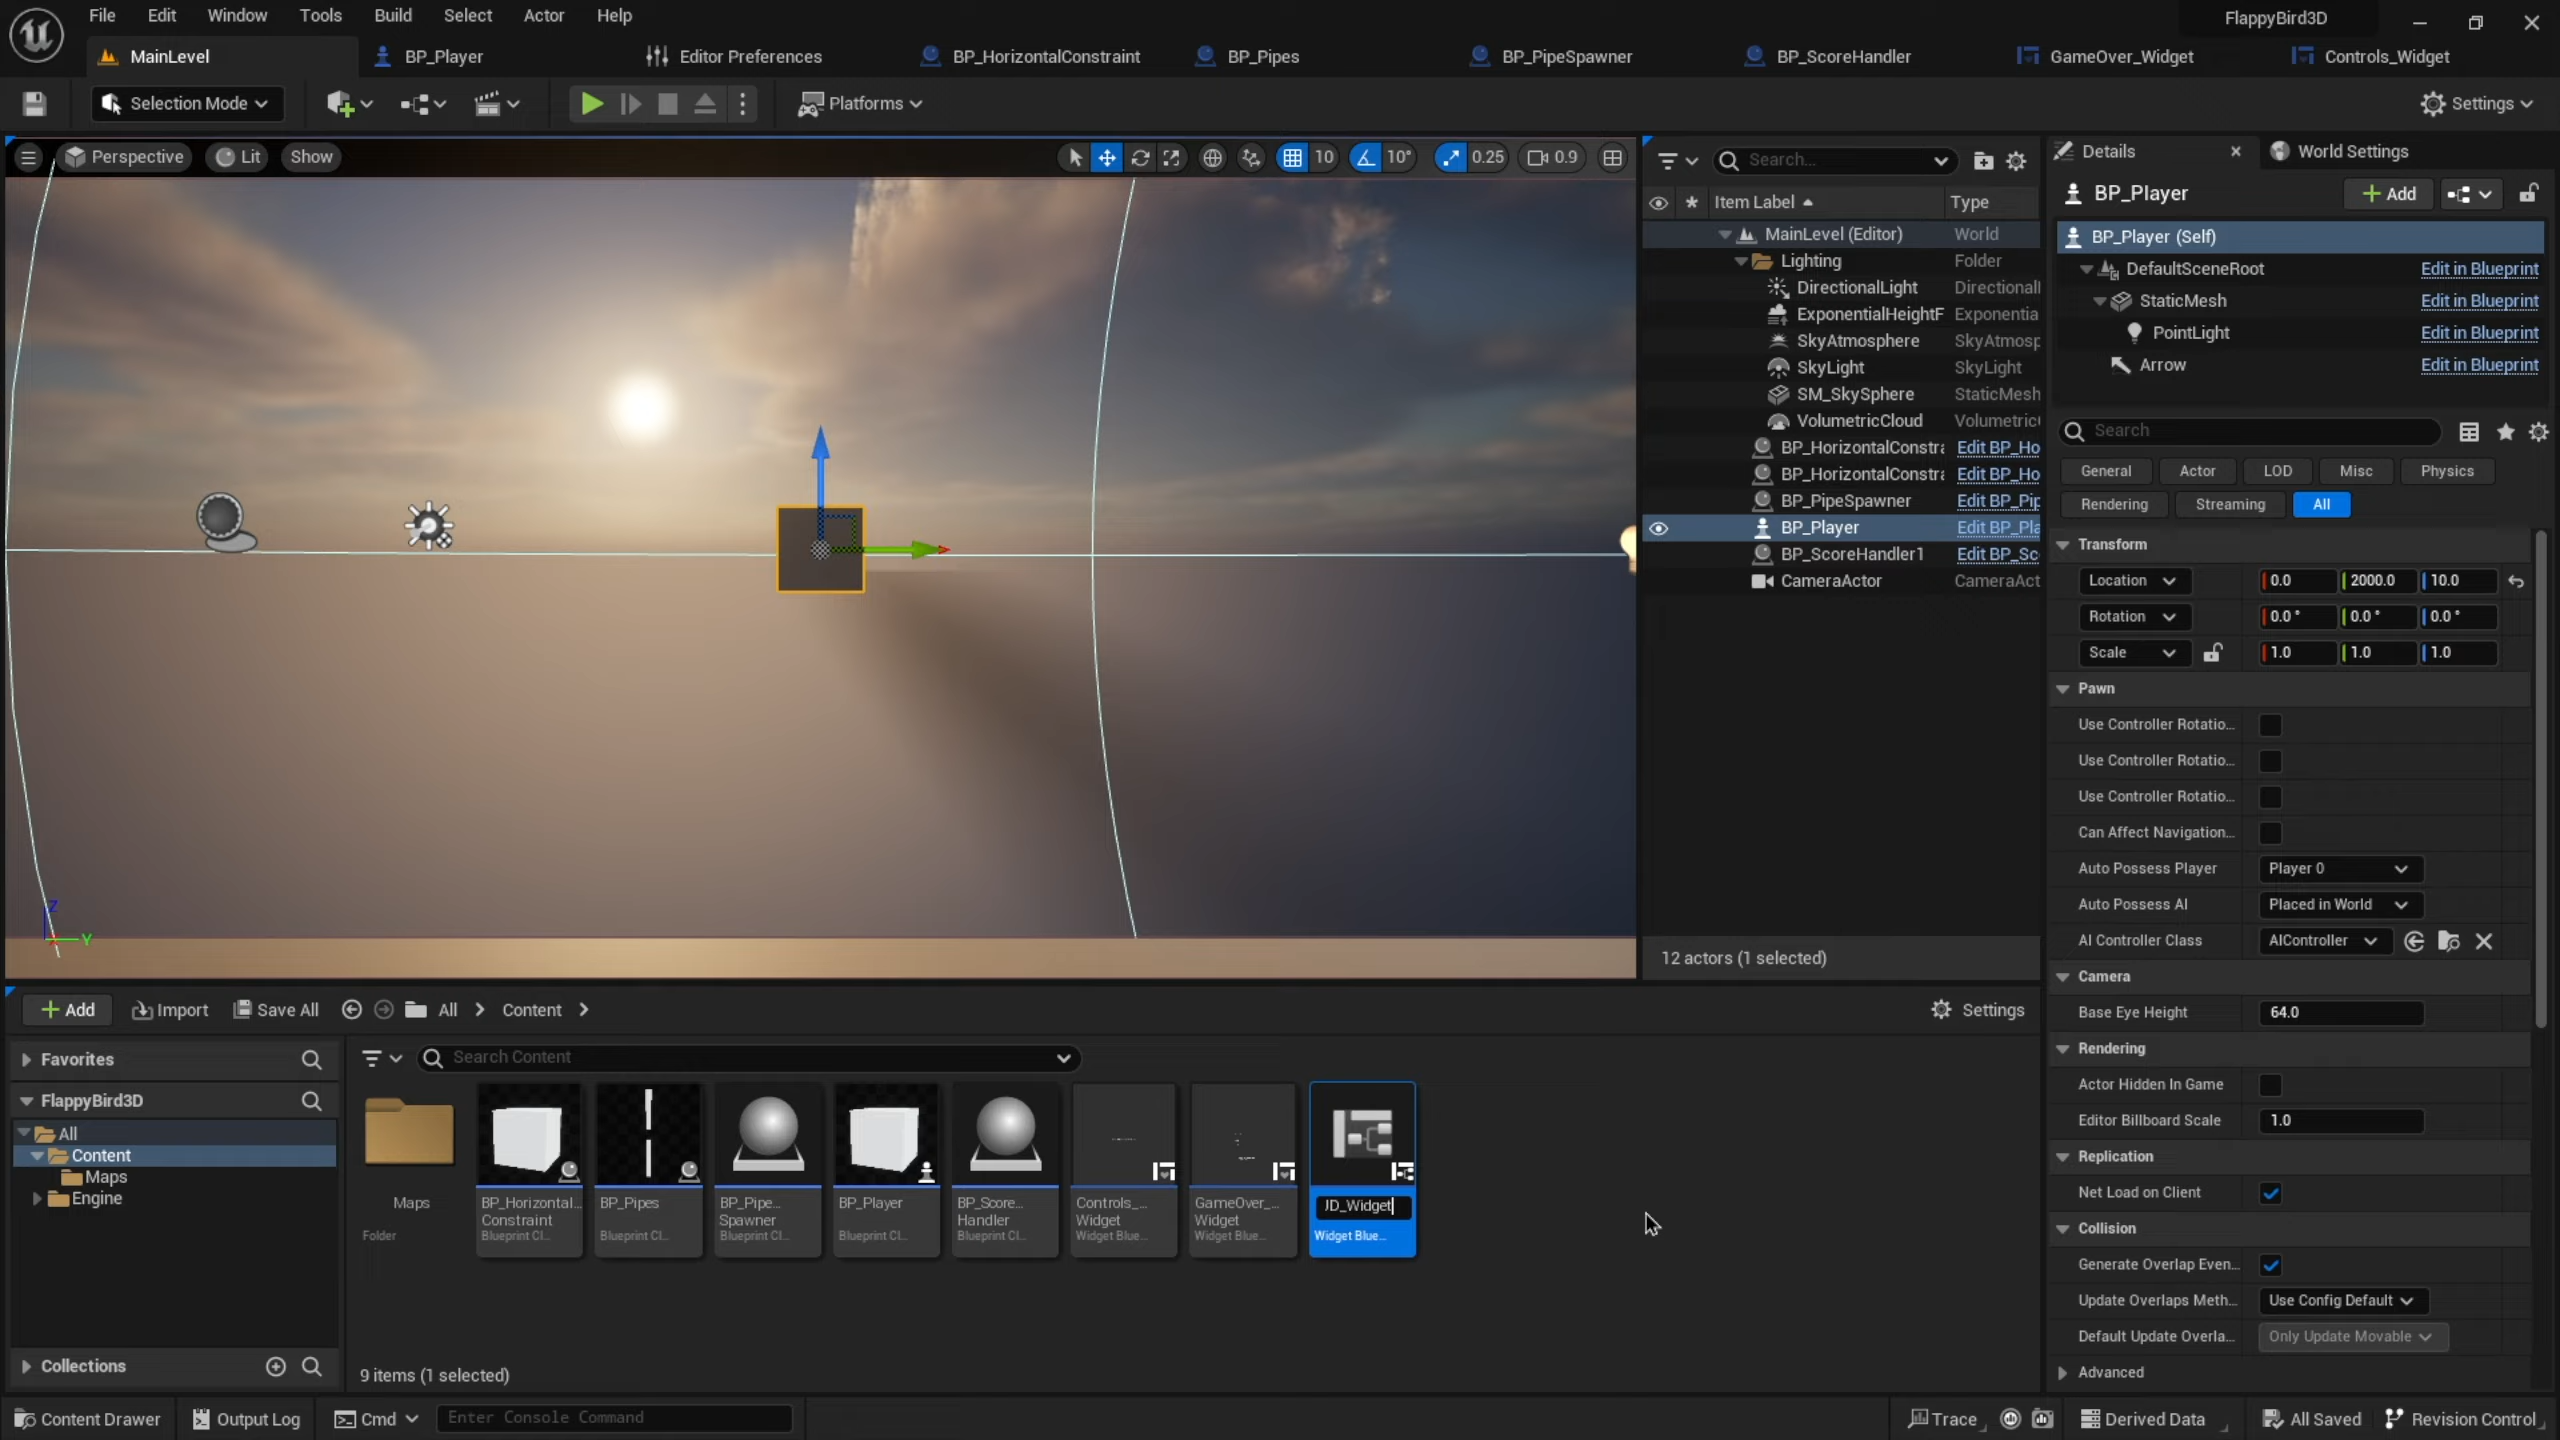 File Edit Window Tools Build Select Actor Help
FlappyBird3D
MainLevel BP_Player Editor Preferences BP_HorizontalConstraint BP_Pipes BP_PipeSpawner BP_ScoreHandler GameOver_Widget Controls_Widget
Selection Mode Platforms Settings
Perspective Lit Show 10 10° 0.25 0.9
Search...
Item Label Type
MainLevel (Editor) World
Lighting Folder
DirectionalLight Directional
ExponentialHeightF Exponentia
SkyAtmosphere SkyAtmosp
SkyLight SkyLight
SM_SkySphere StaticMesh
VolumetricCloud Volumetric
BP_HorizontalConstra Edit BP_Ho
BP_HorizontalConstra Edit BP_Ho
BP_PipeSpawner Edit BP_Pip
BP_Player Edit BP_Pla
BP_ScoreHandler1 Edit BP_Sc
CameraActor CameraAct
12 actors (1 selected)
Details World Settings
BP_Player Add
BP_Player (Self)
DefaultSceneRoot Edit in Blueprint
StaticMesh Edit in Blueprint
PointLight Edit in Blueprint
Arrow Edit in Blueprint
Search
General Actor LOD Misc Physics
Rendering Streaming All
Transform
Location 0.0 2000.0 10.0
Rotation 0.0° 0.0° 0.0°
Scale 1.0 1.0 1.0
Pawn
Use Controller Rotatio...
Use Controller Rotatio...
Use Controller Rotatio...
Can Affect Navigation...
Auto Possess Player Player 0
Auto Possess AI Placed in World
AI Controller Class AIController
Camera
Base Eye Height 64.0
Rendering
Actor Hidden In Game
Editor Billboard Scale 1.0
Replication
Net Load on Client
Collision
Generate Overlap Even...
Update Overlaps Meth... Use Config Default
Default Update Overla... Only Update Movable
Advanced
Z
Y
Add Import Save All All Content Settings
Favorites
Search Content
FlappyBird3D
All
Content
Maps
Engine
Collections
Maps
Folder
BP_Horizontal...
Constraint
Blueprint Cl...
BP_Pipes
Blueprint Cl...
BP_Pipe...
Spawner
Blueprint Cl...
BP_Player
Blueprint Cl...
BP_Score...
Handler
Blueprint Cl...
Controls_...
Widget
Widget Blue...
GameOver_...
Widget
Widget Blue...
JD_Widget
Widget Blue...
9 items (1 selected)
Content Drawer Output Log Cmd Enter Console Command Trace Derived Data All Saved Revision Control